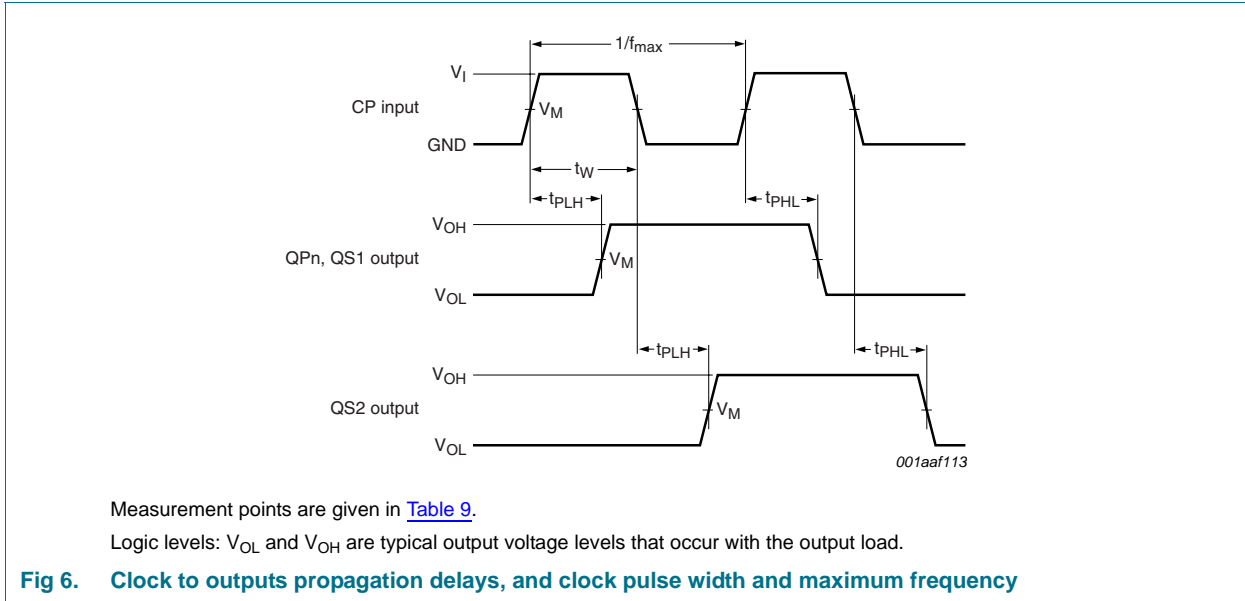 1/fmax
VI
CP input
VM
GND
tW
tPLH
tPHL
VOH
QPn, QS1 output
VM
VOL
tPLH
tPHL
VOH
QS2 output
VM
VOL
001aaf113
Measurement points are given in Table 9.
Logic levels: VOL and VOH are typical output voltage levels that occur with the output load.
Fig 6. Clock to outputs propagation delays, and clock pulse width and maximum frequency